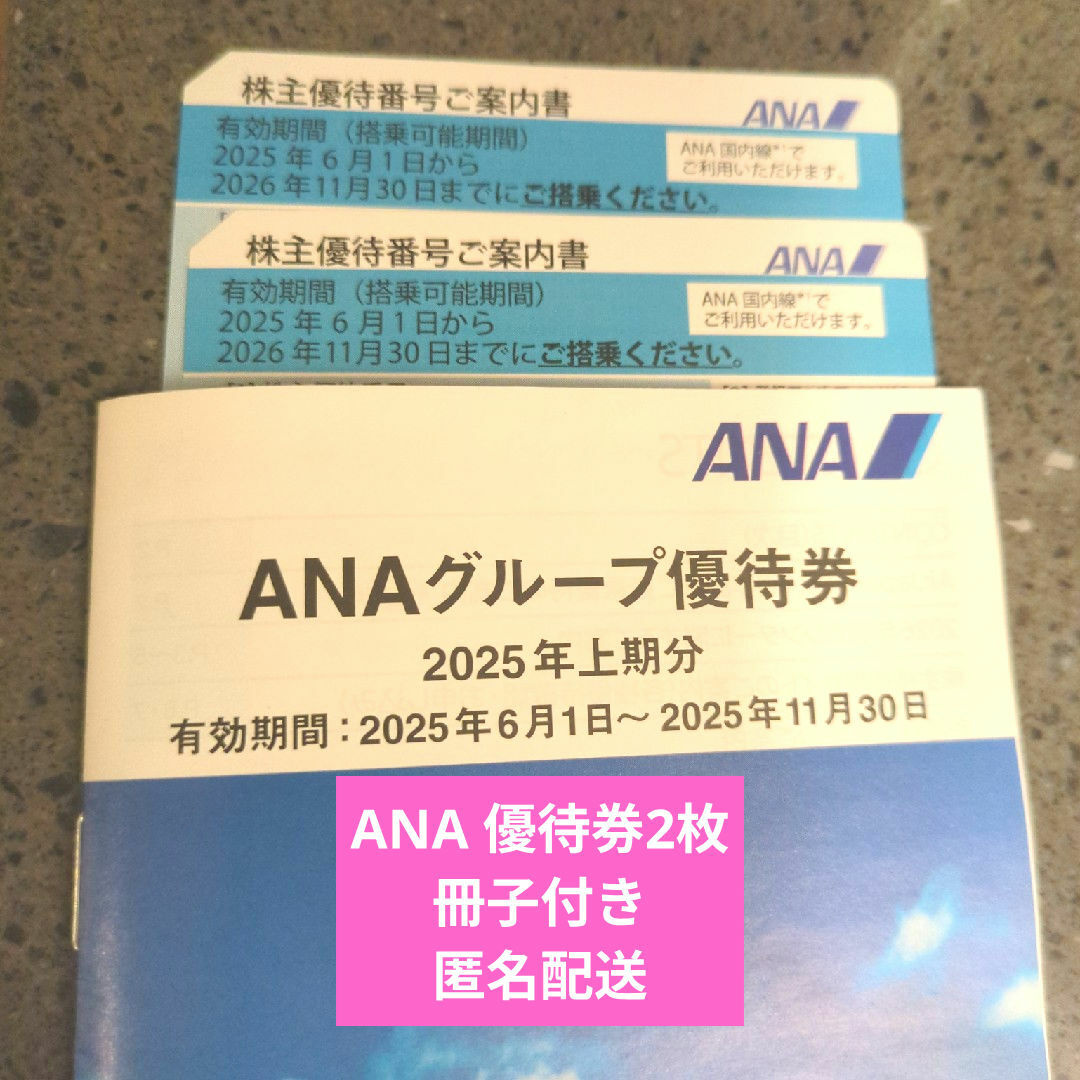 株主優待番号ご案内書
ANA
有効期間（搭乗可能期間）
2025年6月1日から
2026年11月30日までにご搭乗ください。
ANA国内線*¹で
ご利用いただけます。
株主優待番号ご案内書
ANA
有効期間（搭乗可能期間）
2025年6月1日から
2026年11月30日までにご搭乗ください。
ANA国内線*¹で
ご利用いただけます。
ANA
ANAグループ優待券
2025年上期分
有効期間：2025年6月1日～2025年11月30日
ANA 優待券2枚
冊子付き
匿名配送